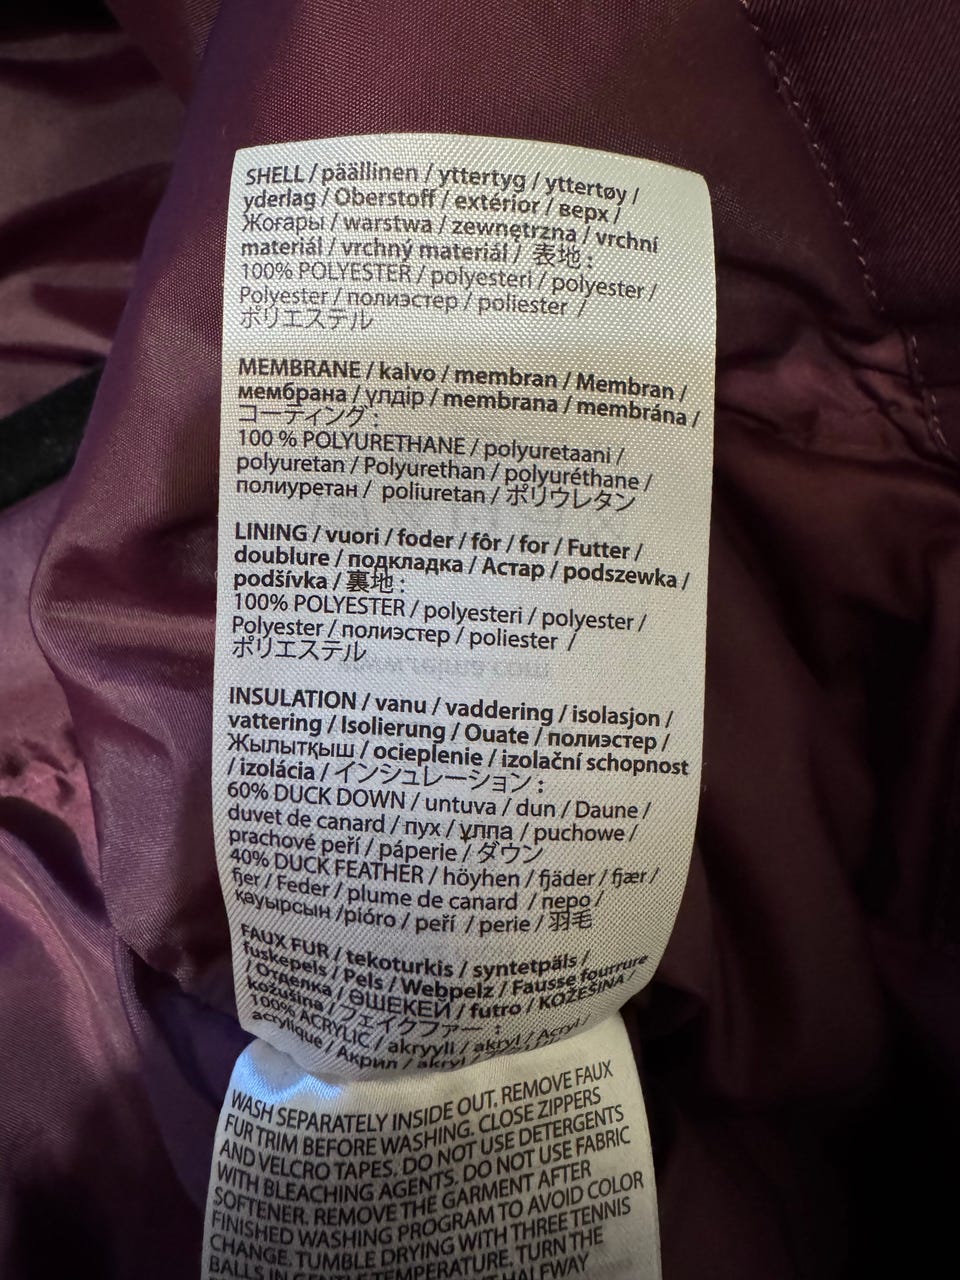 SHELL / päällinen / yttertyg / yttertøy /
yderlag / Oberstoff / extérior / верх /
Жоғары / warstwa / zewnętrzna / vrchní
materiál / vrchný materiál / 表地 :
100% POLYESTER / polyesteri / polyester /
Polyester / полиэстер / poliester /
ポリエステル
MEMBRANE / kalvo / membran / Membran /
мембрана / үлдір / membrana / membrána /
コーティング :
100 % POLYURETHANE / polyuretaani /
polyuretan / Polyurethan / polyuréthane /
полиуретан / poliuretan / ポリウレタン
LINING / vuori / foder / fôr / for / Futter /
doublure / подкладка / Астар / podszewka /
podšívka / 裏地 :
100% POLYESTER / polyesteri / polyester /
Polyester / полиэстер / poliester /
ポリエステル
INSULATION / vanu / vaddering / isolasjon /
vattering / Isolierung / Ouate / полиэстер /
Жылытқыш / ocieplenie / izolační schopnost
/ izolácia / インシュレーション :
60% DUCK DOWN / untuva / dun / Daune /
duvet de canard / пух / ұлпа / puchowe /
prachové peří / páperie / ダウン
40% DUCK FEATHER / höyhen / fjäder / fjær /
fjer / Feder / plume de canard / перо /
қауырсын /pióro / peří / perie / 羽毛
FAUX FUR / tekoturkis / syntetpäls /
fuskepels / Pels / Webpelz / Fausse fourrure
/ Отделка / ӨШЕКЕЙ / futro / KOŽEŠINA /
kožušina / フェイクファー :
100% ACRYLIC / akryyli / akryl / Acryl /
acrylique / Акрил / akryl /
WASH SEPARATELY INSIDE OUT. REMOVE FAUX
FUR TRIM BEFORE WASHING. CLOSE ZIPPERS
AND VELCRO TAPES. DO NOT USE DETERGENTS
WITH BLEACHING AGENTS. DO NOT USE FABRIC
SOFTENER. REMOVE THE GARMENT AFTER
FINISHED WASHING PROGRAM TO AVOID COLOR
CHANGE. TUMBLE DRYING WITH THREE TENNIS
BALLS IN GENTLE TEMPERATURE. TURN THE
HALFWAY